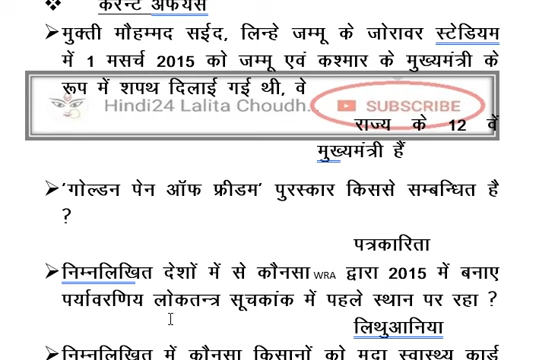 ❖ करेन्ट अफेयर्स
➤मुक्ती मौहम्मद सईद, लिन्हे जम्मू के जोरावर स्टेडियम
में 1 मसर्च 2015 को जम्मू एवं कश्मार के मुख्यमंत्री के
रूप में शपथ दिलाई गई थी, वे
Hindi24 Lalita Choudh. SUBSCRIBE
राज्य के 12 वें
मुख्यमंत्री हैं
➤‘गोल्डन पेन ऑफ फ्रीडम’ पुरस्कार किससे सम्बन्धित है
?
पत्रकारिता
➤निम्नलिखित देशों में से कौनसा WRA द्वारा 2015 में बनाए
पर्यावरणिय लोकतन्त्र सूचकांक में पहले स्थान पर रहा ?
लिथुआनिया
➤निम्नलिखित में कौनसा किसानों को मृदा स्वास्थ्य कार्ड